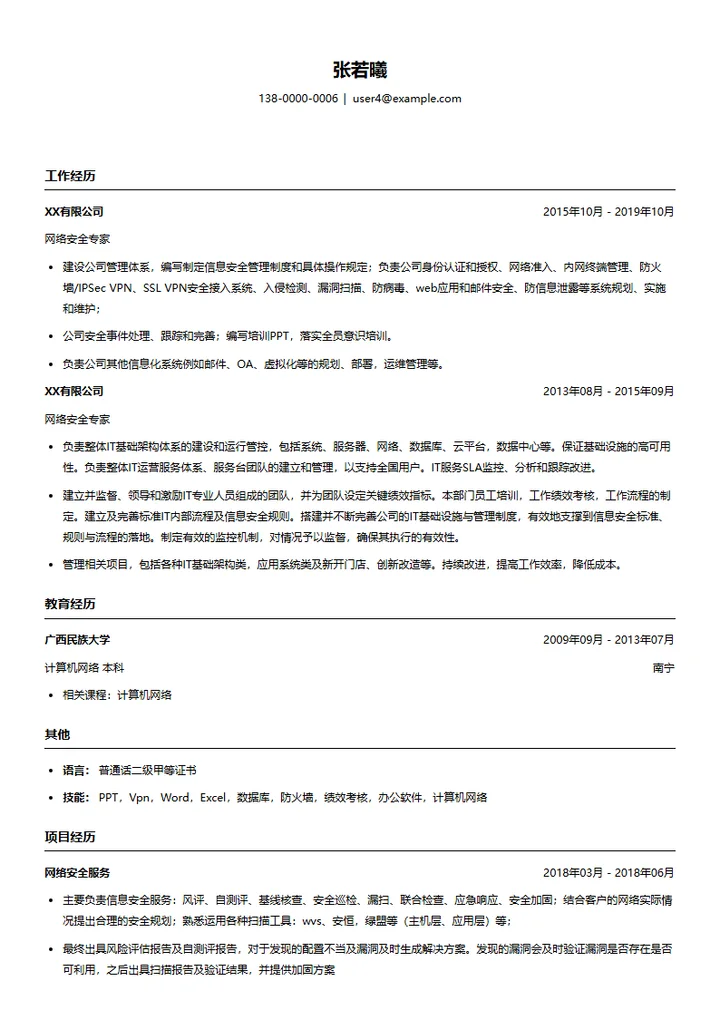 张若曦
138-0000-0006 | user4@example.com
工作经历
XX有限公司 2015年10月 - 2019年10月
网络安全专家
• 建设公司管理体系，编写制定信息安全管理制度和具体操作规定；负责公司身份认证和授权、网络准入、内网终端管理、防火
墙/IPSec VPN、SSL VPN安全接入系统、入侵检测、漏洞扫描、防病毒、web应用和邮件安全、防信息泄露等系统规划、实施
和维护；
• 公司安全事件处理、跟踪和完善；编写培训PPT，落实全员意识培训。
• 负责公司其他信息化系统例如邮件、OA、虚拟化等的规划、部署，运维管理等。
XX有限公司 2013年08月 - 2015年09月
网络安全专家
• 负责整体IT基础架构体系的建设和运行管控，包括系统、服务器、网络、数据库、云平台，数据中心等。保证基础设施的高可用
性。负责整体IT运营服务体系、服务台团队的建立和管理，以支持全国用户。IT服务SLA监控、分析和跟踪改进。
• 建立并监督、领导和激励IT专业人员组成的团队，并为团队设定关键绩效指标。本部门员工培训，工作绩效考核，工作流程的制
定。建立及完善标准IT内部流程及信息安全规则。搭建并不断完善公司的IT基础设施与管理制度，有效地支撑到信息安全标准、
规则与流程的落地。制定有效的监控机制，对情况予以监督，确保其执行的有效性。
• 管理相关项目，包括各种IT基础架构类，应用系统类及新开门店、创新改造等。持续改进，提高工作效率，降低成本。
教育经历
广西民族大学 2009年09月 - 2013年07月
计算机网络 本科 南宁
• 相关课程：计算机网络
其他
• 语言： 普通话二级甲等证书
• 技能： PPT，Vpn，Word，Excel，数据库，防火墙，绩效考核，办公软件，计算机网络
项目经历
网络安全服务 2018年03月 - 2018年06月
• 主要负责信息安全服务：风评、自测评、基线核查、安全巡检、漏扫、联合检查、应急响应、安全加固；结合客户的网络实际情
况提出合理的安全规划；熟悉运用各种扫描工具：wvs、安恒，绿盟等（主机层、应用层）等；
• 最终出具风险评估报告及自测评报告，对于发现的配置不当及漏洞及时生成解决方案。发现的漏洞会及时验证漏洞是否存在是否
可利用，之后出具扫描报告及验证结果，并提供加固方案